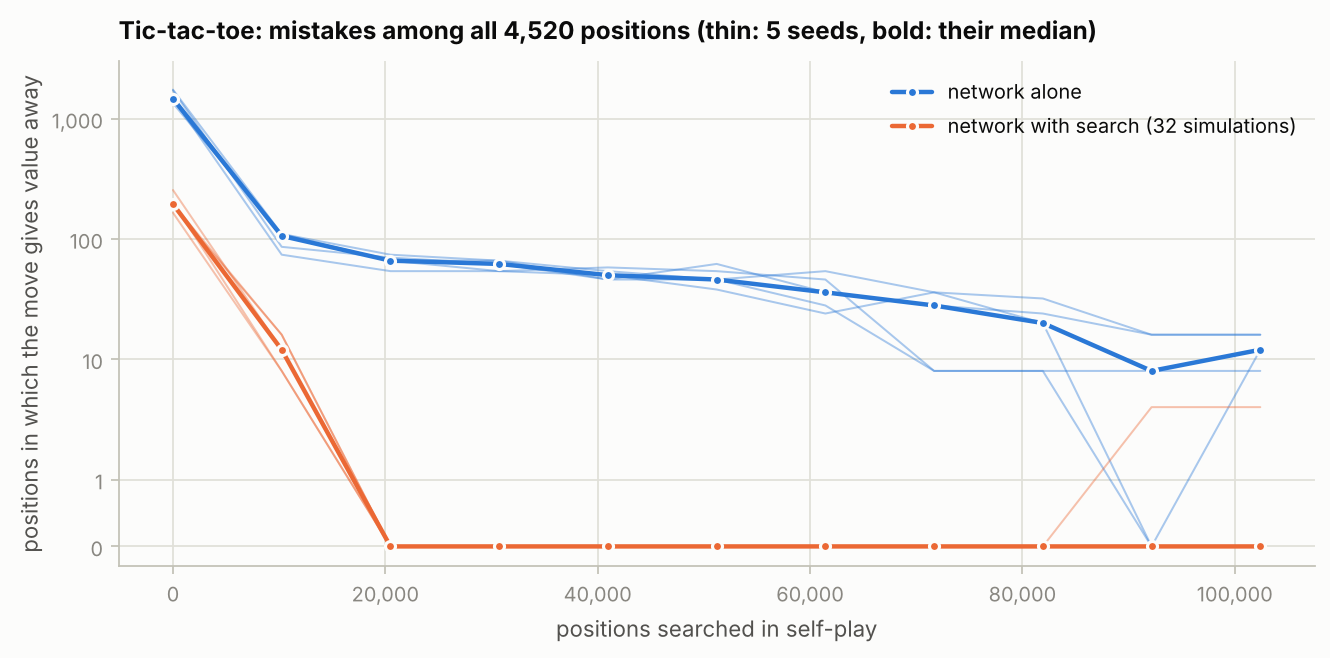 Tic-tac-toe: mistakes among all 4,520 positions (thin: 5 seeds, bold: their median)
positions in which the move gives value away
1,000
100
10
1
0
network alone
network with search (32 simulations)
0
20,000
40,000
60,000
80,000
100,000
positions searched in self-play